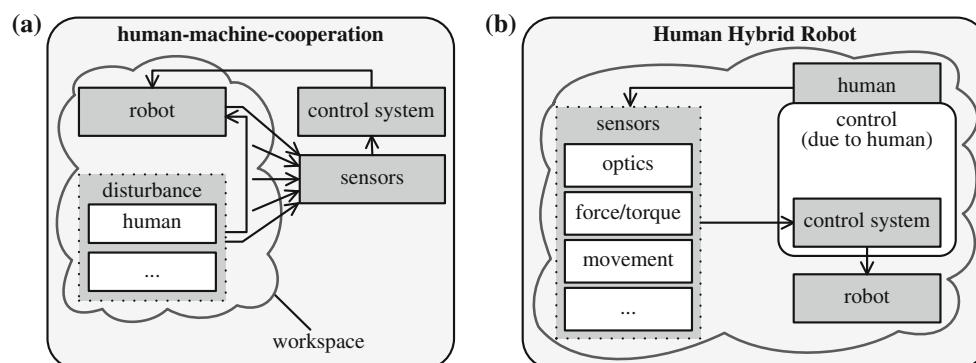 (a)
human-machine-cooperation
robot
control system
sensors
disturbance
human
...
workspace
(b)
Human Hybrid Robot
human
control
(due to human)
sensors
optics
force/torque
movement
...
control system
robot